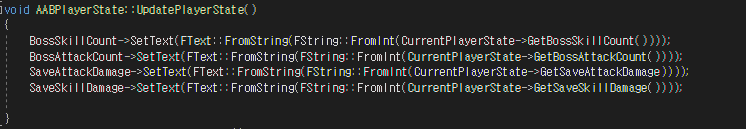 void AABPlayerState::UpdatePlayerState()
{
BossSkillCount->SetText(FText::FromString(FString::FromInt(CurrentPlayerState->GetBossSkillCount())));
BossAttackCount->SetText(FText::FromString(FString::FromInt(CurrentPlayerState->GetBossAttackCount())));
SaveAttackDamage->SetText(FText::FromString(FString::FromInt(CurrentPlayerState->GetSaveAttackDamage))));
SaveSkillDamage->SetText(FText::FromString(FString::FromInt(CurrentPlayerState->GetSaveSkillDamage())));
}